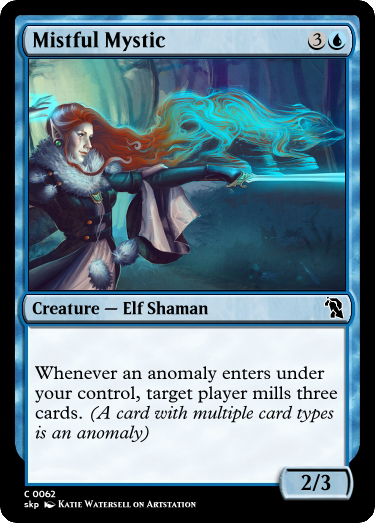 Mistful Mystic 3
Creature — Elf Shaman
Whenever an anomaly enters under
your control, target player mills three
cards. (A card with multiple card types
is an anomaly)
2/3
C 0062
skp Katie Watersell on Artstation